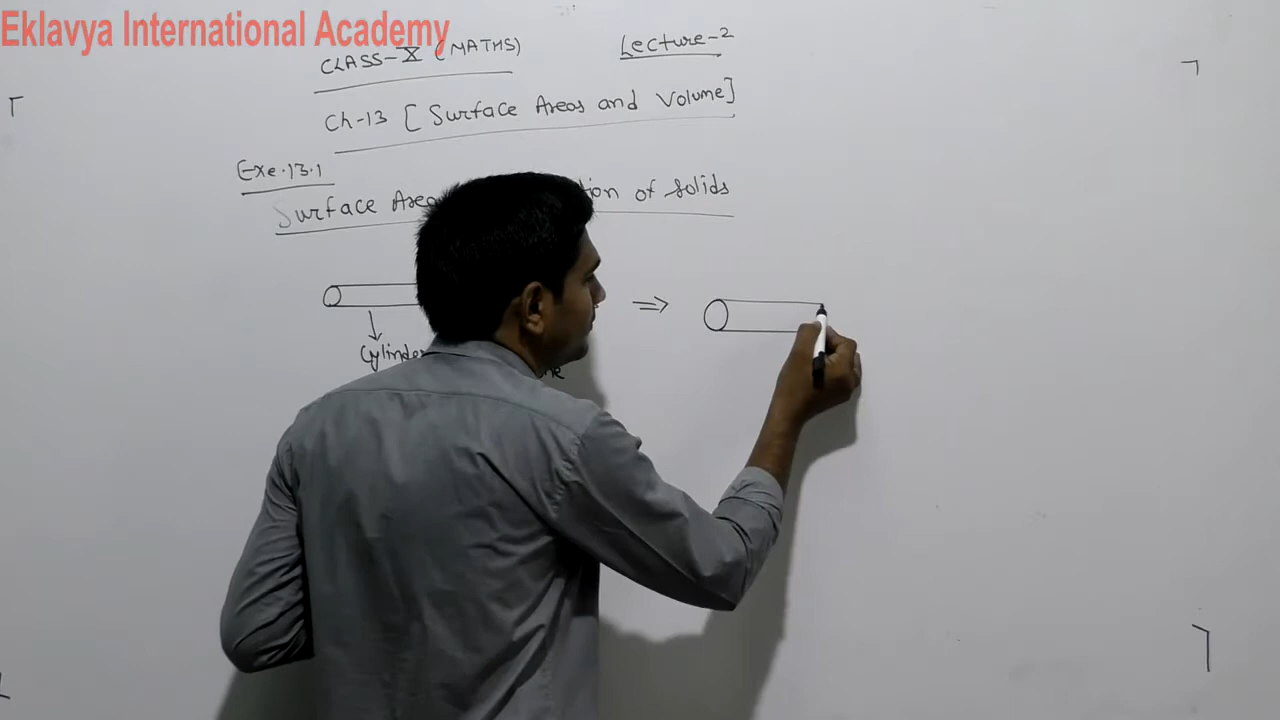 Eklavya International Academy
CLASS-X (MATHS) Lecture-2
Ch-13 [Surface Areas and Volume]
Exe.13.1
Surface of Solids
Cylinder